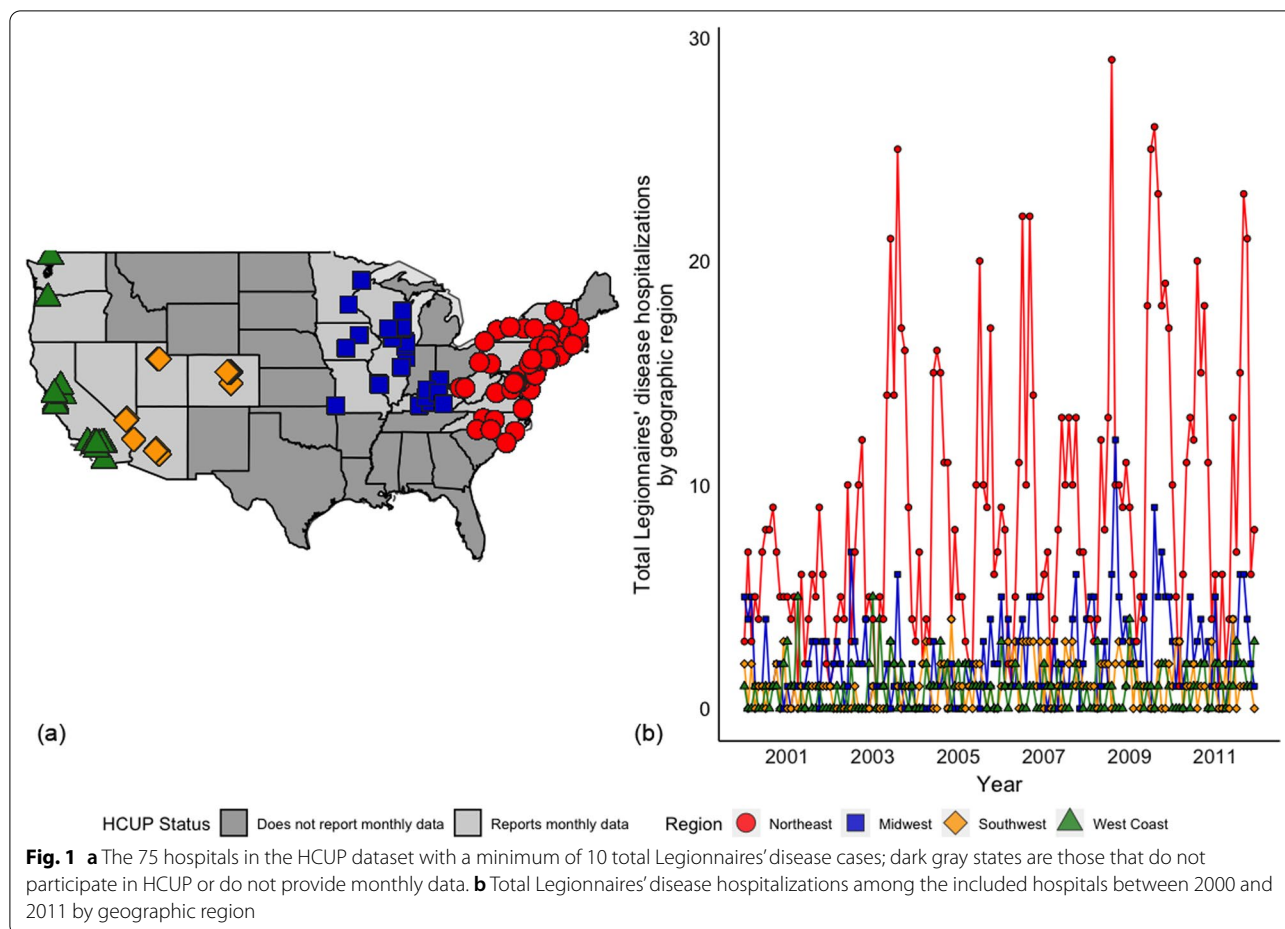 30
20
10
0
Total Legionnaires' disease hospitalizations
by geographic region
(a)
(b)
2001 2003 2005 2007 2009 2011
Year
HCUP Status Does not report monthly data Reports monthly data Region Northeast Midwest Southwest West Coast
Fig. 1 a The 75 hospitals in the HCUP dataset with a minimum of 10 total Legionnaires' disease cases; dark gray states are those that do not
participate in HCUP or do not provide monthly data. b Total Legionnaires' disease hospitalizations among the included hospitals between 2000 and
2011 by geographic region